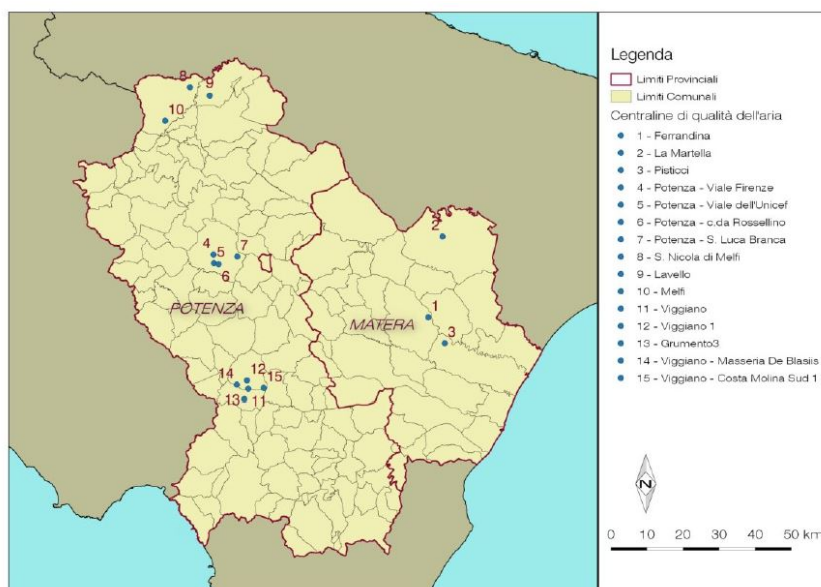 8
9
10
2
4
7
5
6
POTENZA
1
MATERA
3
12
14
15
13
11
Legenda
Limiti Provinciali
Limiti Comunali
Centraline di qualità dell'aria
1 - Ferrandina
2 - La Martella
3 - Pisticci
4 - Potenza - Viale Firenze
5 - Potenza - Viale dell'Unicef
6 - Potenza - c.da Rossellino
7 - Potenza - S. Luca Branca
8 - S. Nicola di Melfi
9 - Lavello
10 - Melfi
11 - Viggiano
12 - Viggiano 1
13 - Grumento3
14 - Viggiano - Masseria De Blasiis
15 - Viggiano - Costa Molina Sud 1
N
0 10 20 30 40 50 km